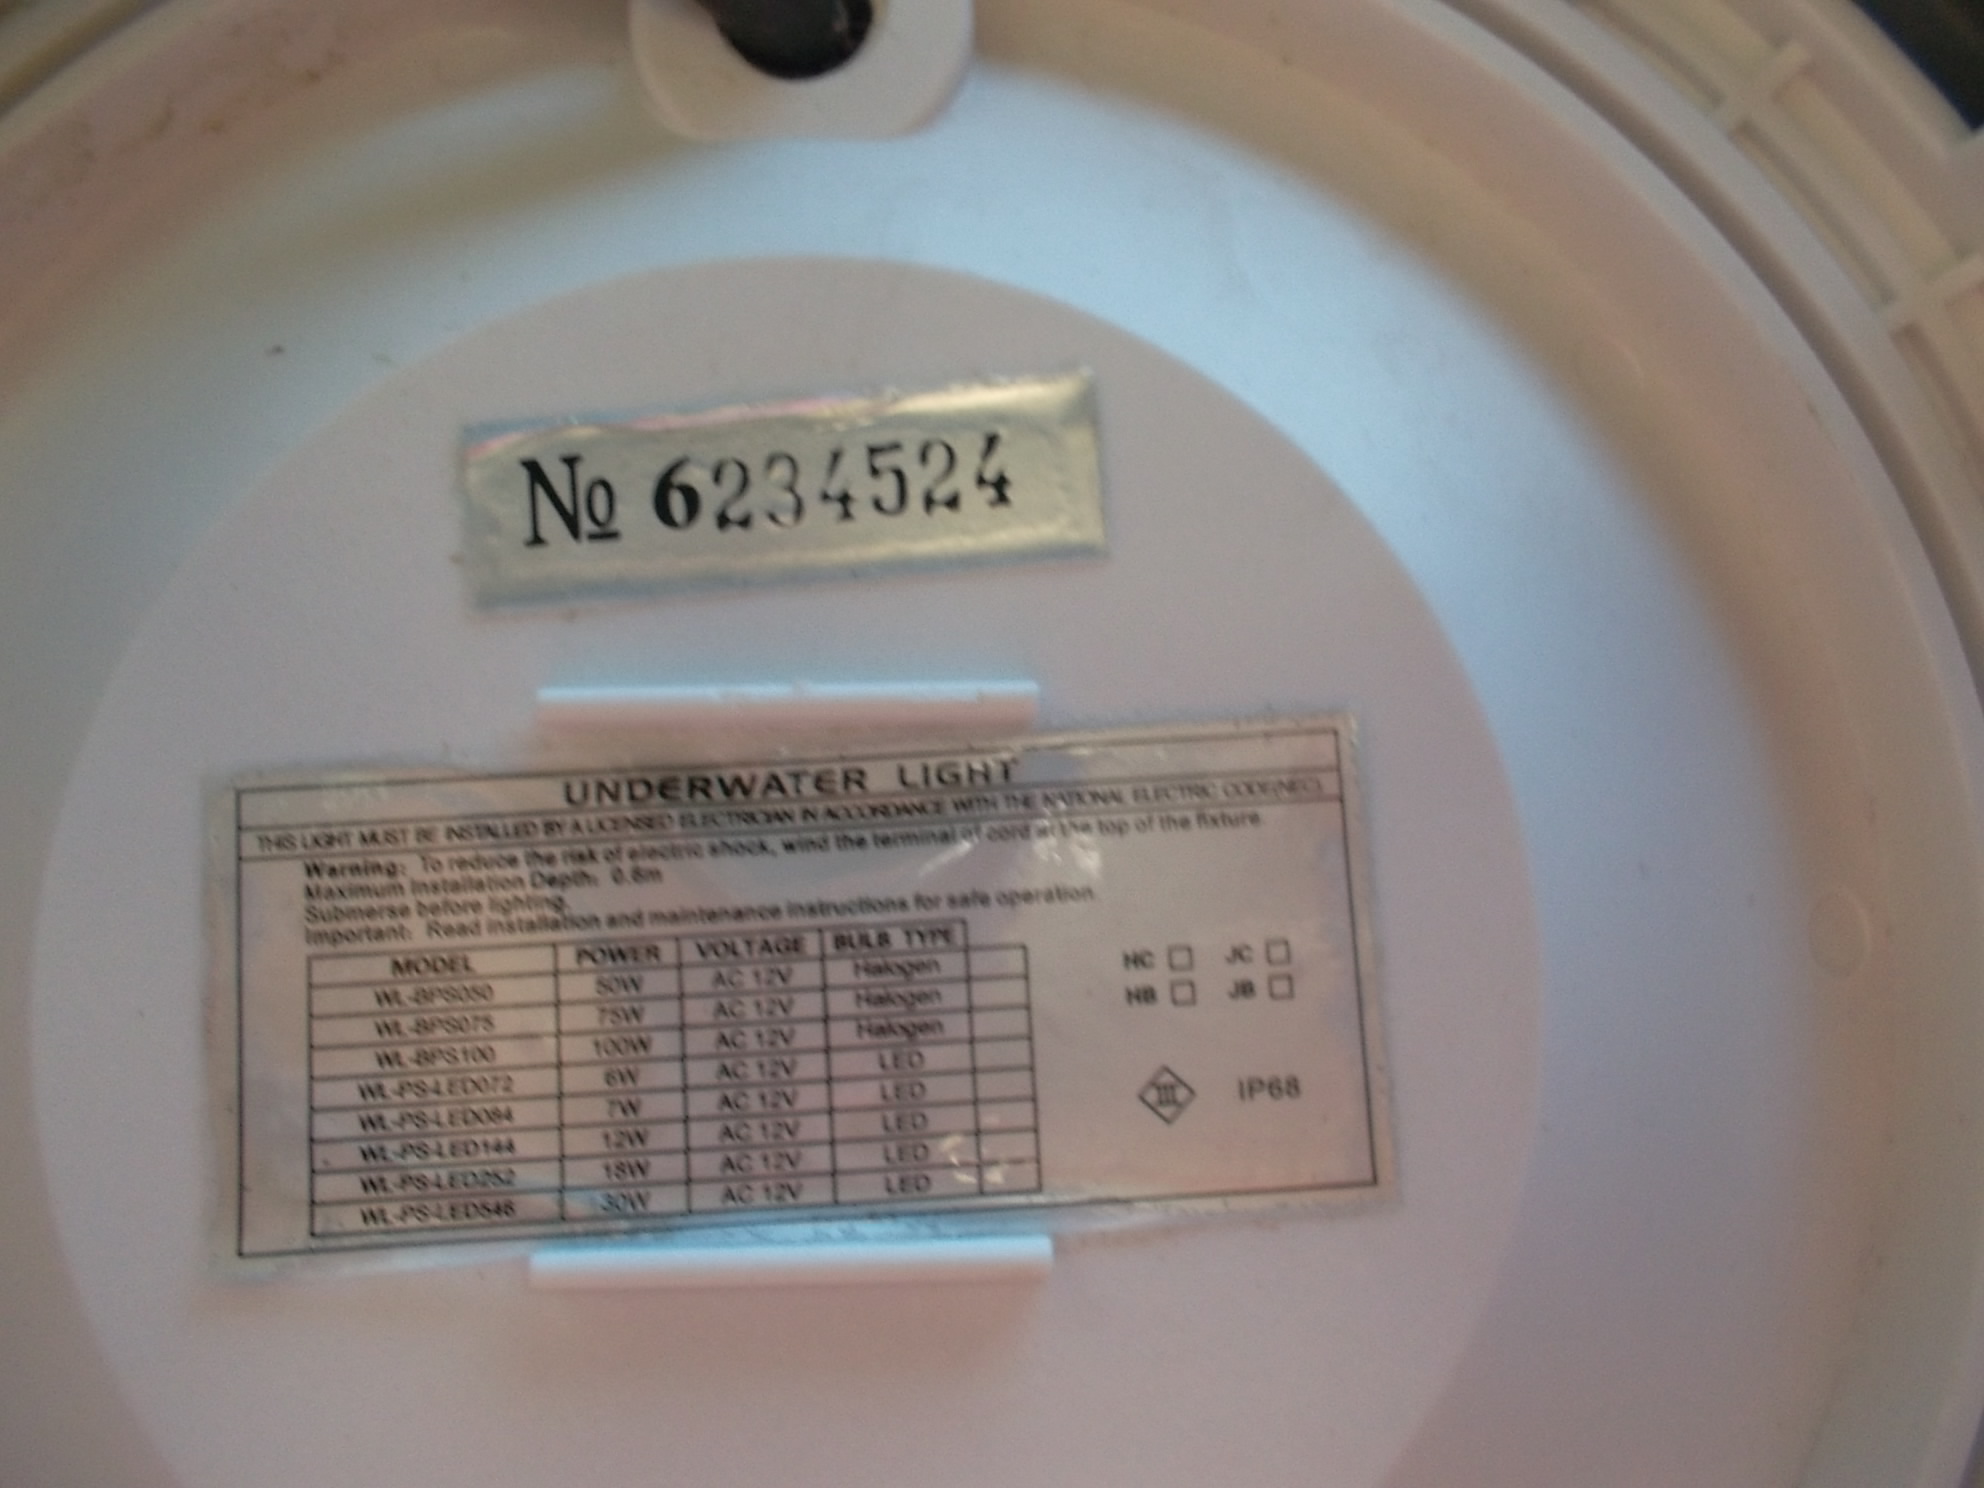 № 6234524
UNDERWATER LIGHT
THIS LIGHT MUST BE INSTALLED BY A LICENSED ELECTRICIAN IN ACCORDANCE WITH THE NATIONAL ELECTRIC CODE(NEC).
Warning: To reduce the risk of electric shock, wind the terminal of cord at the top of the fixture.
Maximum Installation Depth: 0.8m
Submerse before lighting.
Important: Read installation and maintenance instructions for safe operation.
MODEL POWER VOLTAGE BULB TYPE
WL-BPS050 50W AC 12V Halogen
WL-BPS075 75W AC 12V Halogen
WL-BPS100 100W AC 12V Halogen
WL-PS-LED072 6W AC 12V LED
WL-PS-LED084 7W AC 12V LED
WL-PS-LED144 12W AC 12V LED
WL-PS-LED252 18W AC 12V LED
WL-PS-LED546 30W AC 12V LED
HC □ JC □
HB □ JB □
III IP68